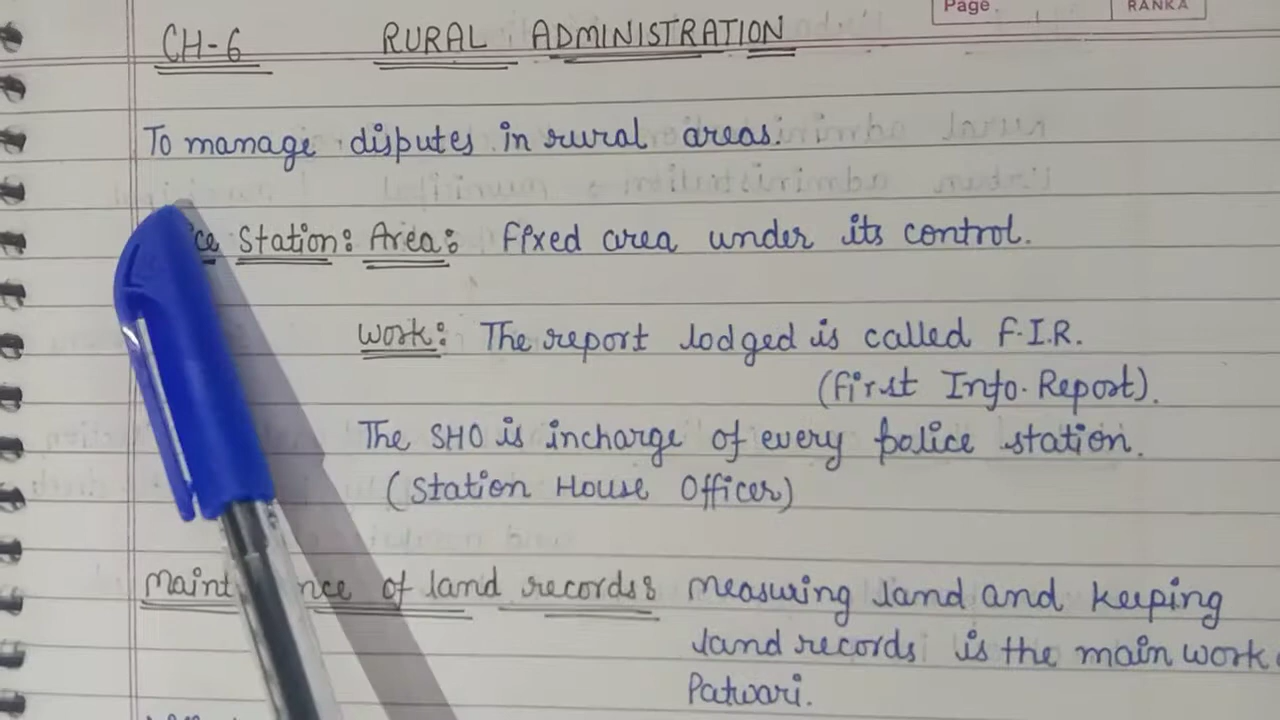 Page.
RANKA
CH-6 RURAL ADMINISTRATION
To manage disputes in rural areas.
Station: Area: Fixed area under its control.
Work: The report lodged is called F.I.R.
(First Info. Report).
The SHO is incharge of every police station.
(Station House Officer)
of land records: Measuring land and keeping
land records is the main work
Patwari.